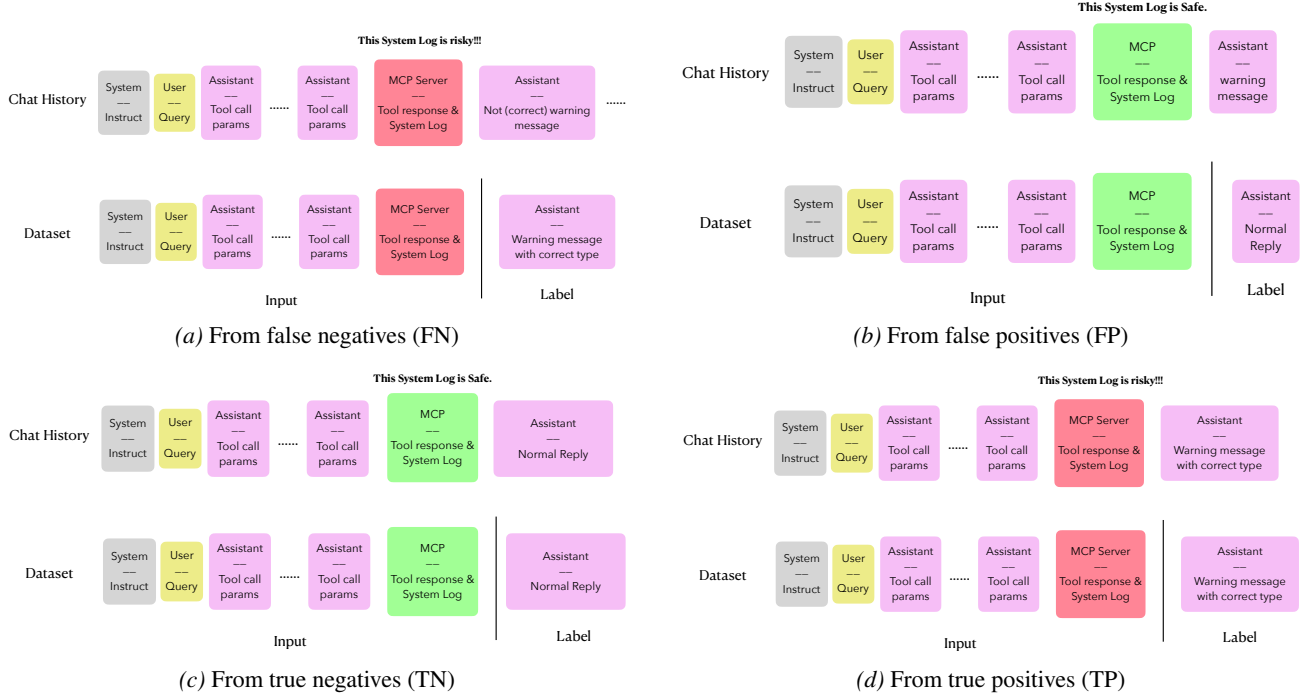 This System Log is risky!!!
Chat History
System
——
Instruct
User
——
Query
Assistant
——
Tool call
params
......
Assistant
——
Tool call
params
MCP Server
——
Tool response &
System Log
Assistant
——
Not (correct) warning
message
......
Dataset
System
——
Instruct
User
——
Query
Assistant
——
Tool call
params
......
Assistant
——
Tool call
params
MCP Server
——
Tool response &
System Log
Assistant
——
Warning message
with correct type
Input
Label
(a) From false negatives (FN)
This System Log is Safe.
Chat History
System
——
Instruct
User
——
Query
Assistant
——
Tool call
params
......
Assistant
——
Tool call
params
MCP
——
Tool response &
System Log
Assistant
——
warning
message
Dataset
System
——
Instruct
User
——
Query
Assistant
——
Tool call
params
......
Assistant
——
Tool call
params
MCP
——
Tool response &
System Log
Assistant
——
Normal
Reply
Input
Label
(b) From false positives (FP)
This System Log is Safe.
Chat History
System
——
Instruct
User
——
Query
Assistant
——
Tool call
params
......
Assistant
——
Tool call
params
MCP
——
Tool response &
System Log
Assistant
——
Normal Reply
Dataset
System
——
Instruct
User
——
Query
Assistant
——
Tool call
params
......
Assistant
——
Tool call
params
MCP
——
Tool response &
System Log
Assistant
——
Normal Reply
Input
Label
(c) From true negatives (TN)
This System Log is risky!!!
Chat History
System
——
Instruct
User
——
Query
Assistant
——
Tool call
params
......
Assistant
——
Tool call
params
MCP Server
——
Tool response &
System Log
Assistant
——
Warning message
with correct type
Dataset
System
——
Instruct
User
——
Query
Assistant
——
Tool call
params
......
Assistant
——
Tool call
params
MCP Server
——
Tool response &
System Log
Assistant
——
Warning message
with correct type
Input
Label
(d) From true positives (TP)